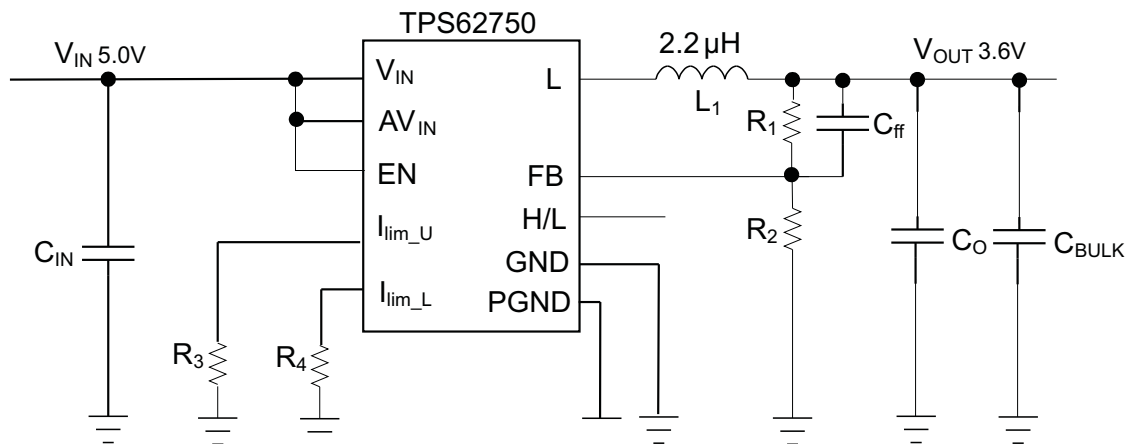 TPS62750
V_IN 5.0V
2.2 µH
V_OUT 3.6V
V_IN
L
L_1
AV_IN
R_1
C_ff
EN
FB
I_lim_U
H/L
R_2
C_IN
C_O
C_BULK
GND
I_lim_L
PGND
R_3
R_4